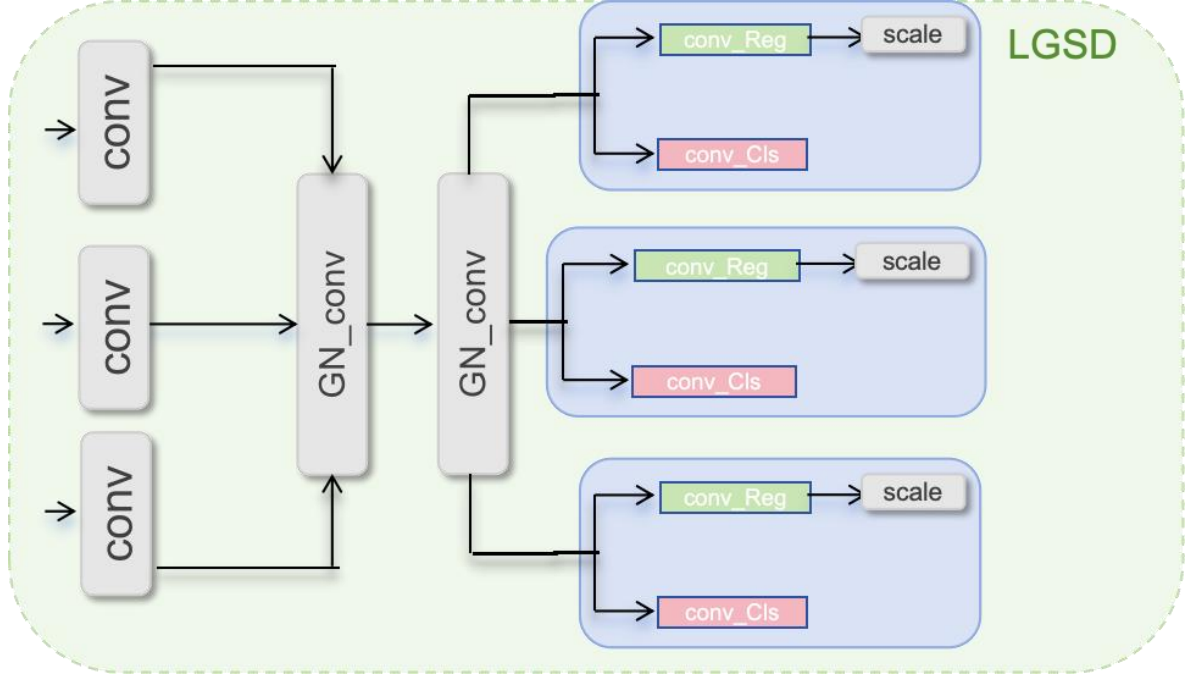 LGSD
conv
conv
conv
GN_conv
GN_conv
conv_Reg
scale
conv_Cls
conv_Reg
scale
conv_Cls
conv_Reg
scale
conv_Cls